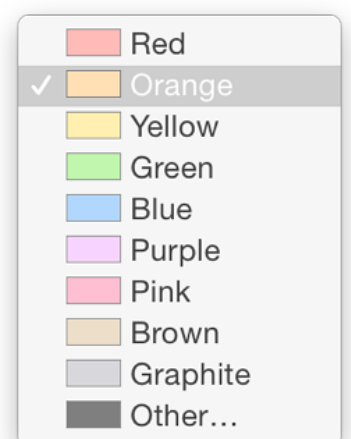 Red
Orange
Yellow
Green
Blue
Purple
Pink
Brown
Graphite
Other…